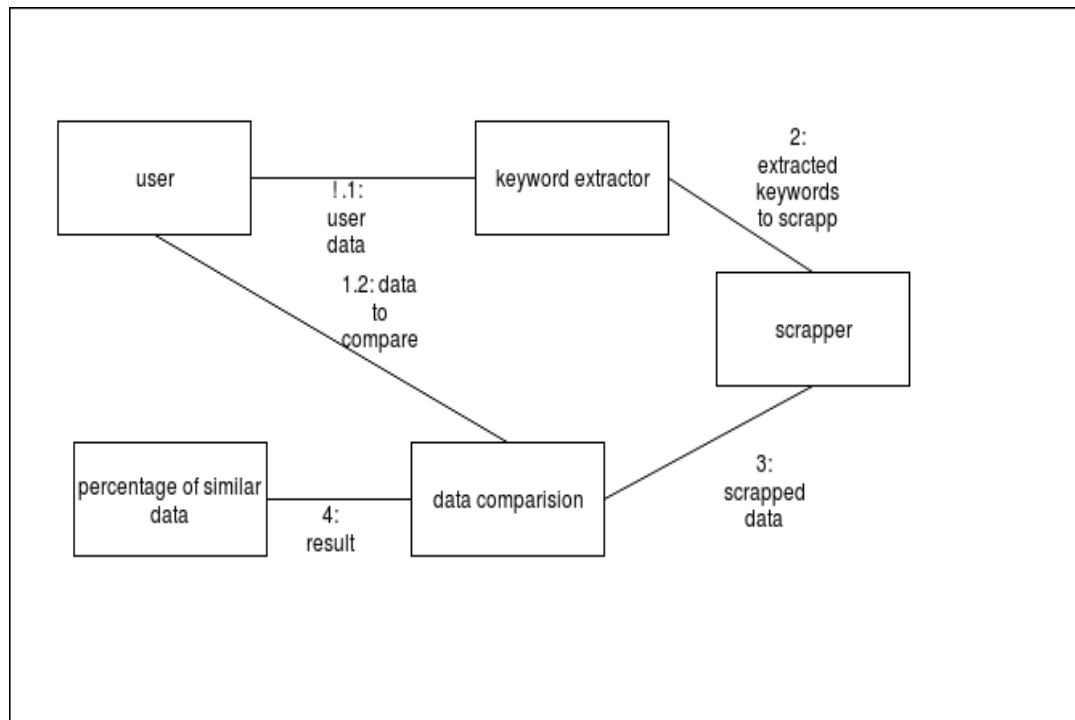 user
! .1:
user
data
keyword extractor
2:
extracted
keywords
to scrapp
1.2: data
to
compare
scrapper
percentage of similar
data
4:
result
data comparision
3:
scrapped
data